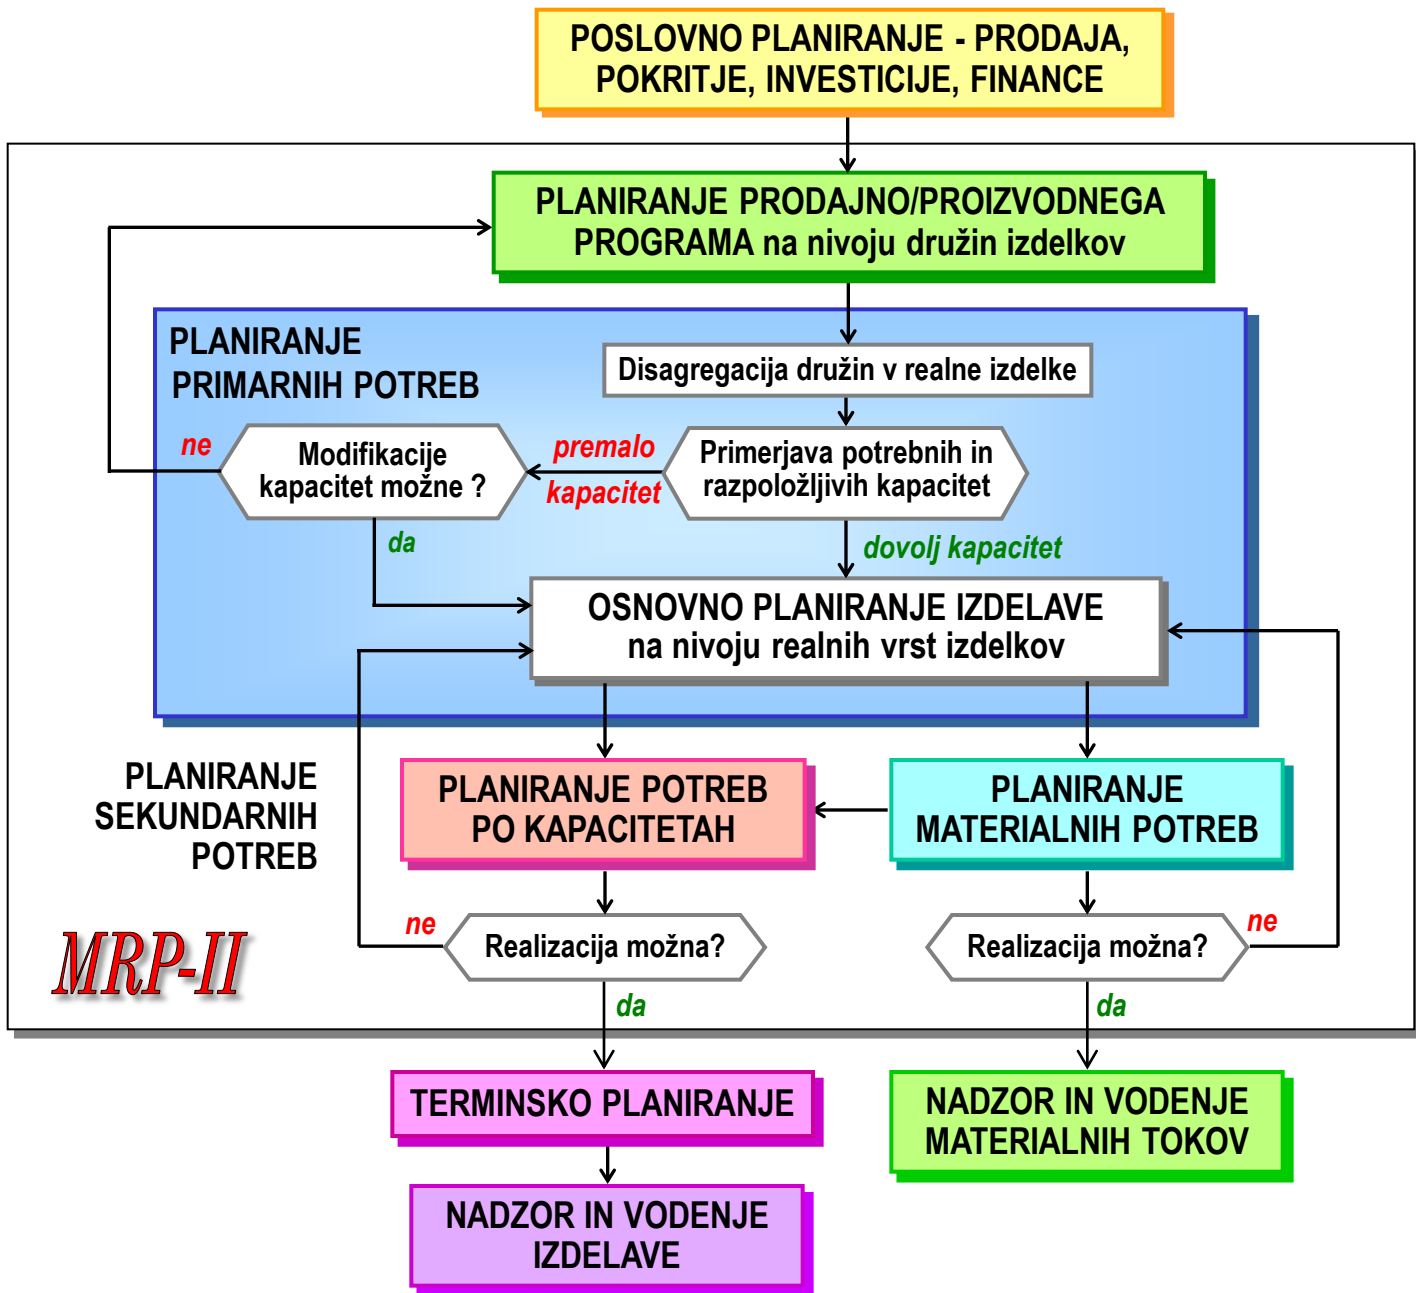 POSLOVNO PLANIRANJE - PRODAJA,
POKRITJE, INVESTICIJE, FINANCE
PLANIRANJE PRODAJNO/PROIZVODNEGA
PROGRAMA na nivoju družin izdelkov
PLANIRANJE
PRIMARNIH POTREB
Disagregacija družin v realne izdelke
ne
Modifikacije
kapacitet možne ?
premalo
kapacitet
Primerjava potrebnih in
razpoložljivih kapacitet
da
dovolj kapacitet
OSNOVNO PLANIRANJE IZDELAVE
na nivoju realnih vrst izdelkov
PLANIRANJE
SEKUNDARNIH
POTREB
PLANIRANJE POTREB
PO KAPACITETAH
PLANIRANJE
MATERIALNIH POTREB
ne
Realizacija možna?
Realizacija možna?
ne
MRP-II
da
da
TERMINSKO PLANIRANJE
NADZOR IN VODENJE
MATERIALNIH TOKOV
NADZOR IN VODENJE
IZDELAVE